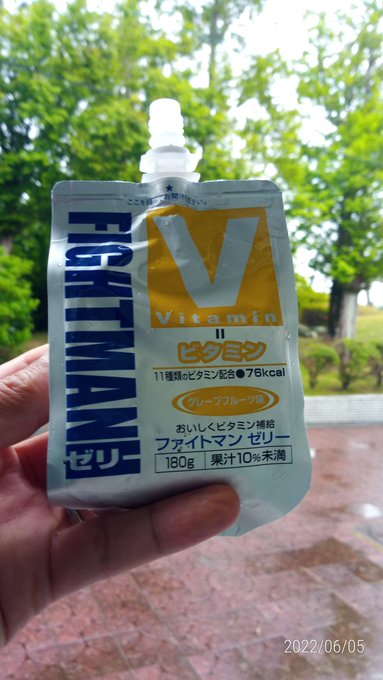 ★
ここを持ってお開けください。
FIGHTMAN
ゼリー
V
Vitamin
=
ビタミン
11種類のビタミン配合●76kcal
グレープフルーツ味
おいしくビタミン補給
ファイトマン ゼリー
180g 果汁10%未満
2022/06/05